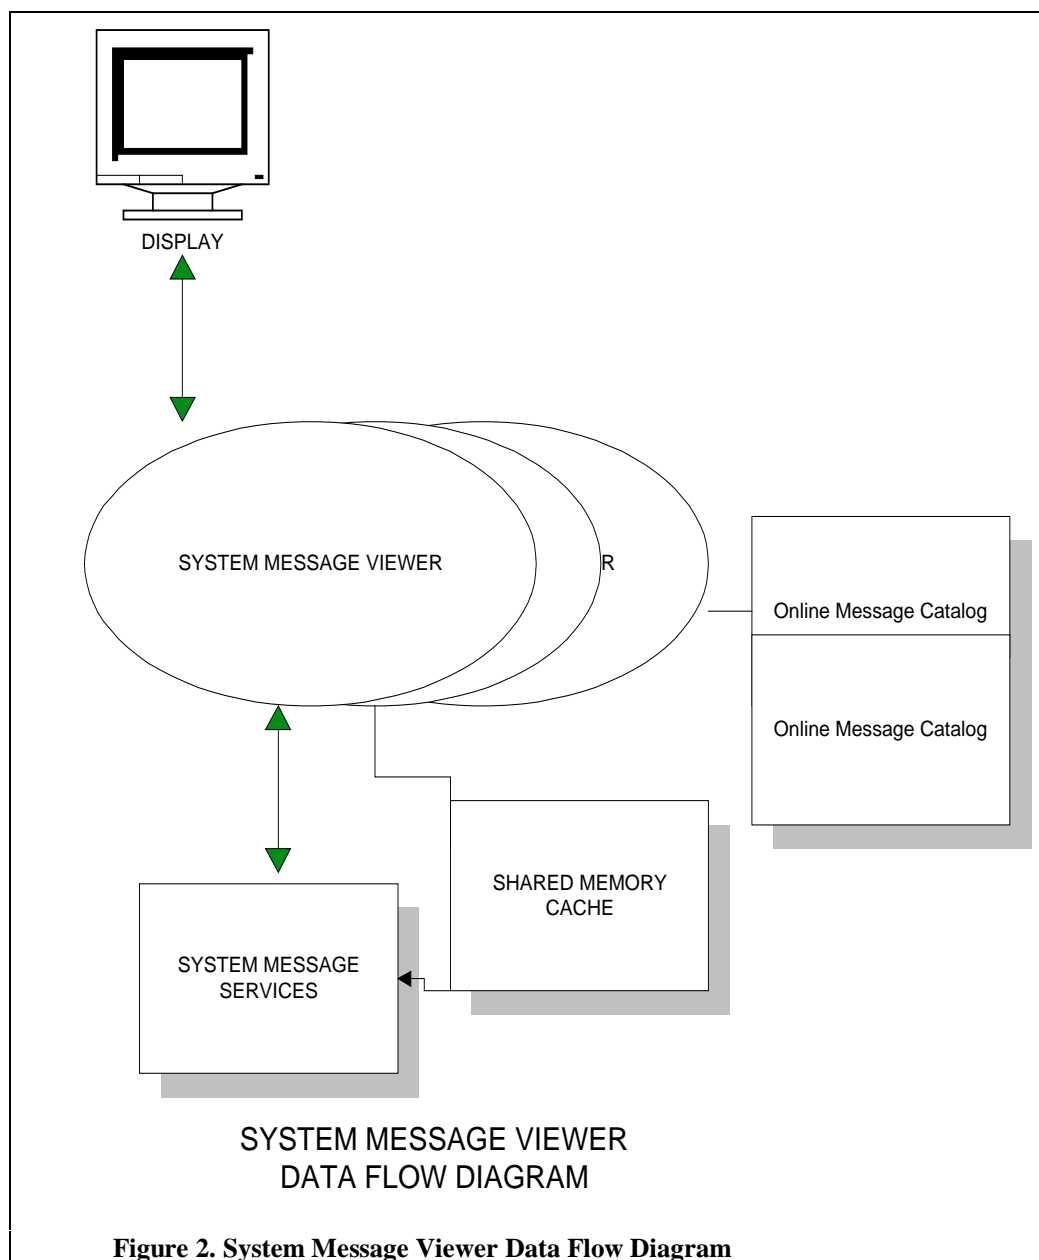 DISPLAY
SYSTEM MESSAGE VIEWER
R
Online Message Catalog
Online Message Catalog
SHARED MEMORY
CACHE
SYSTEM MESSAGE
SERVICES
SYSTEM MESSAGE VIEWER
DATA FLOW DIAGRAM
Figure 2. System Message Viewer Data Flow Diagram